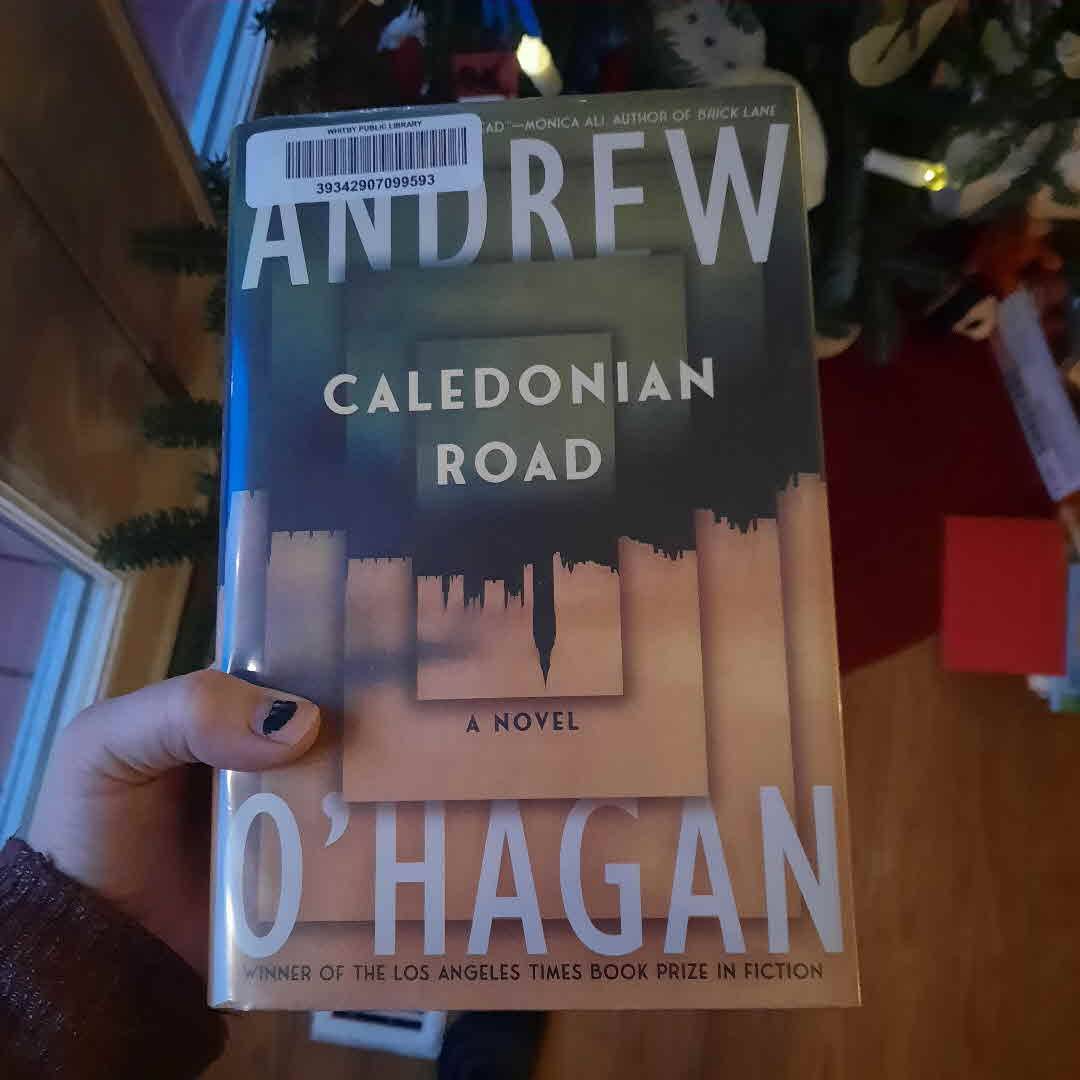 WHITBY PUBLIC LIBRARY
39342907099593
—MONICA ALI, AUTHOR OF BRICK LANE
ANDREW
CALEDONIAN
ROAD
A NOVEL
O'HAGAN
WINNER OF THE LOS ANGELES TIMES BOOK PRIZE IN FICTION